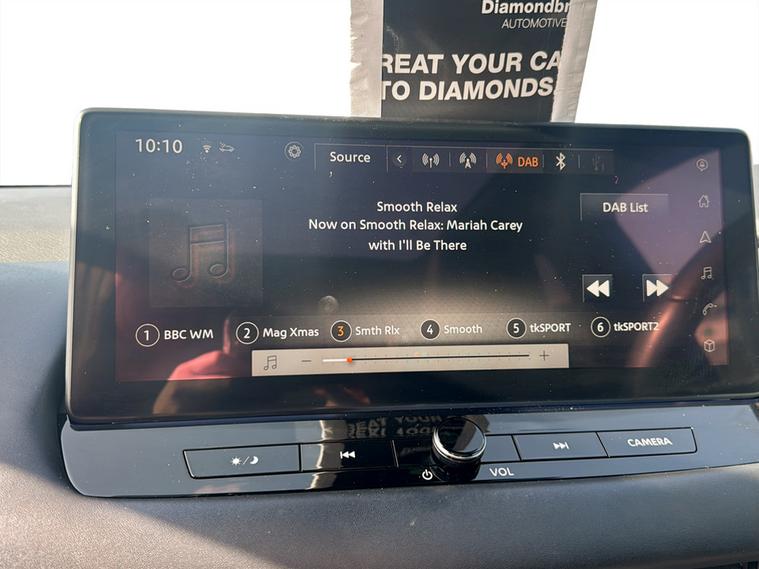 Diamondbr
AUTOMOTIVE
REAT YOUR CA
TO DIAMONDS
10:10
Source
DAB
Smooth Relax
Now on Smooth Relax: Mariah Carey
with I'll Be There
DAB List
1 BBC WM
2 Mag Xmas
3 Smth Rlx
4 Smooth
5 tkSPORT
6 tkSPORT2
VOL
CAMERA